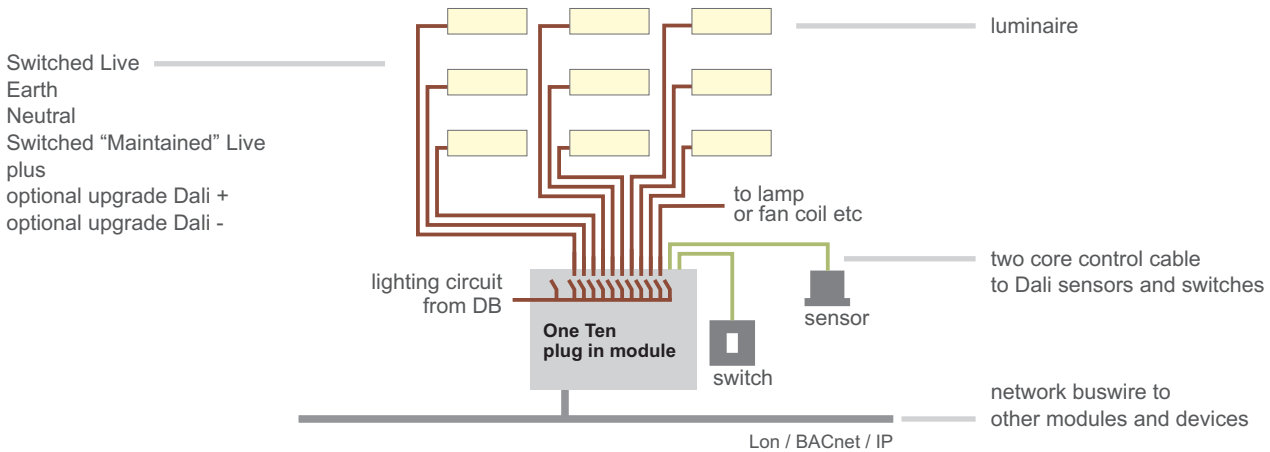 luminaire
Switched Live
Earth
Neutral
Switched “Maintained” Live
plus
optional upgrade Dali +
optional upgrade Dali -
to lamp
or fan coil etc
lighting circuit
from DB
two core control cable
to Dali sensors and switches
sensor
One Ten
plug in module
switch
network buswire to
other modules and devices
Lon / BACnet / IP